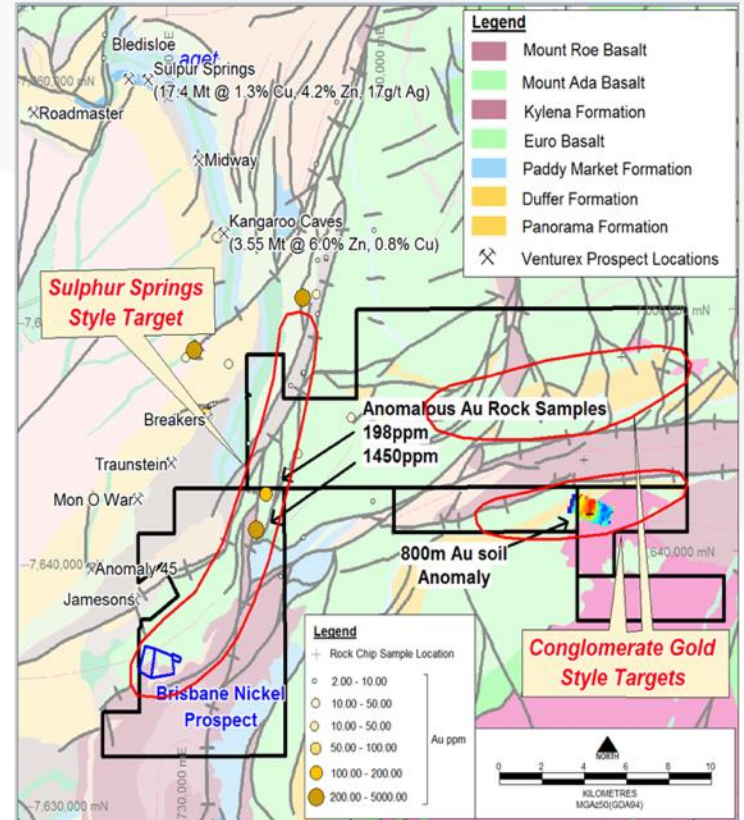 Bledisloe
aget
Sulpur Springs
(17.4 Mt @ 1.3% Cu, 4.2% Zn, 17g/t Ag)
Roadmaster
Midway
Kangaroo Caves
(3.55 Mt @ 6.0% Zn, 0.8% Cu)
Sulphur Springs
Style Target
Breakers
Traunstein
Mon O War
Anomaly 45
Jamesons
Brisbane Nickel
Prospect
Anomalous Au Rock Samples
198ppm
1450ppm
800m Au soil
Anomaly
Conglomerate Gold
Style Targets
7,640,000 mN
7,640,000 mN
7,630,000 mN
730,000 mE
Legend
Mount Roe Basalt
Mount Ada Basalt
Kylena Formation
Euro Basalt
Paddy Market Formation
Duffer Formation
Panorama Formation
Venturex Prospect Locations
Legend
Rock Chip Sample Location
2.00 - 10.00
10.00 - 50.00
10.00 - 50.00
50.00 - 100.00
100.00 - 200.00
200.00 - 5000.00
Au ppm
NORTH
0 2 4 6 8 10
KILOMETRES
MGAz50(GDA94)